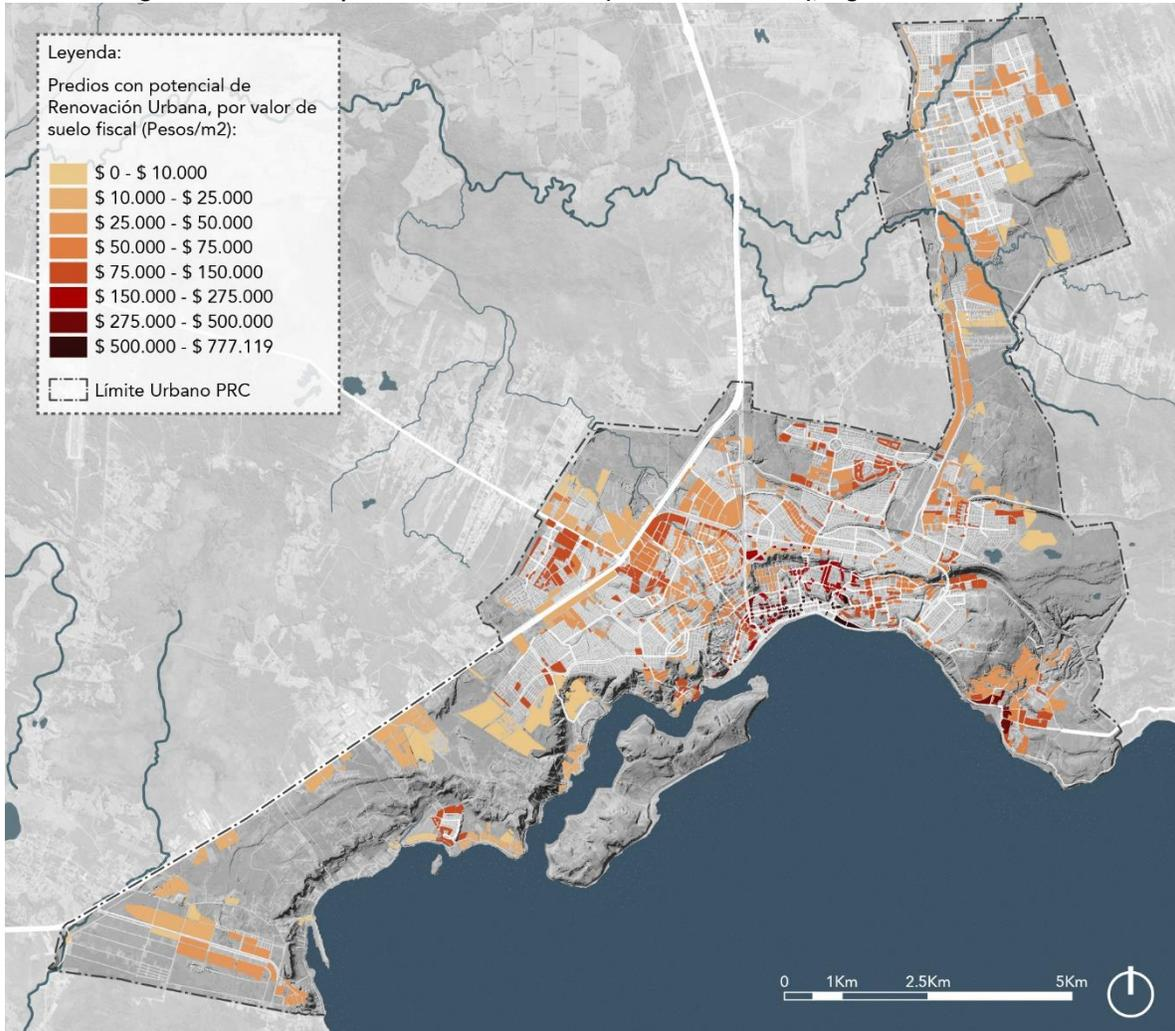 Leyenda:
Predios con potencial de
Renovación Urbana, por valor de
suelo fiscal (Pesos/m2):
$ 0 - $ 10.000
$ 10.000 - $ 25.000
$ 25.000 - $ 50.000
$ 50.000 - $ 75.000
$ 75.000 - $ 150.000
$ 150.000 - $ 275.000
$ 275.000 - $ 500.000
$ 500.000 - $ 777.119
Límite Urbano PRC
0 1Km 2.5Km 5Km